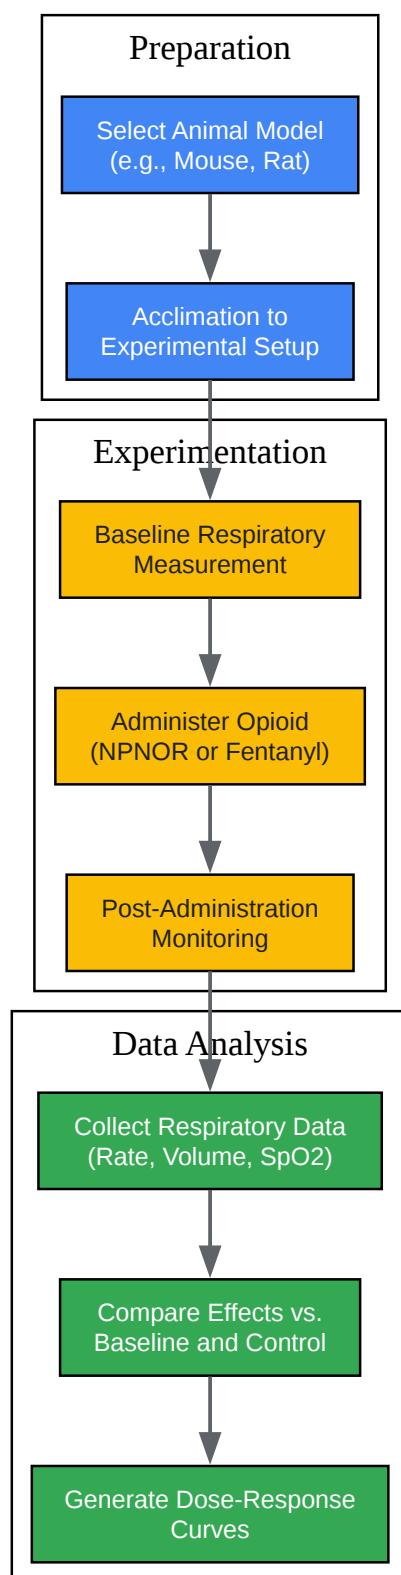 Preparation
Select Animal Model
(e.g., Mouse, Rat)
Acclimation to
Experimental Setup
Experimentation
Baseline Respiratory
Measurement
Administer Opioid
(NPNOR or Fentanyl)
Post-Administration
Monitoring
Data Analysis
Collect Respiratory Data
(Rate, Volume, SpO2)
Compare Effects vs.
Baseline and Control
Generate Dose-Response
Curves